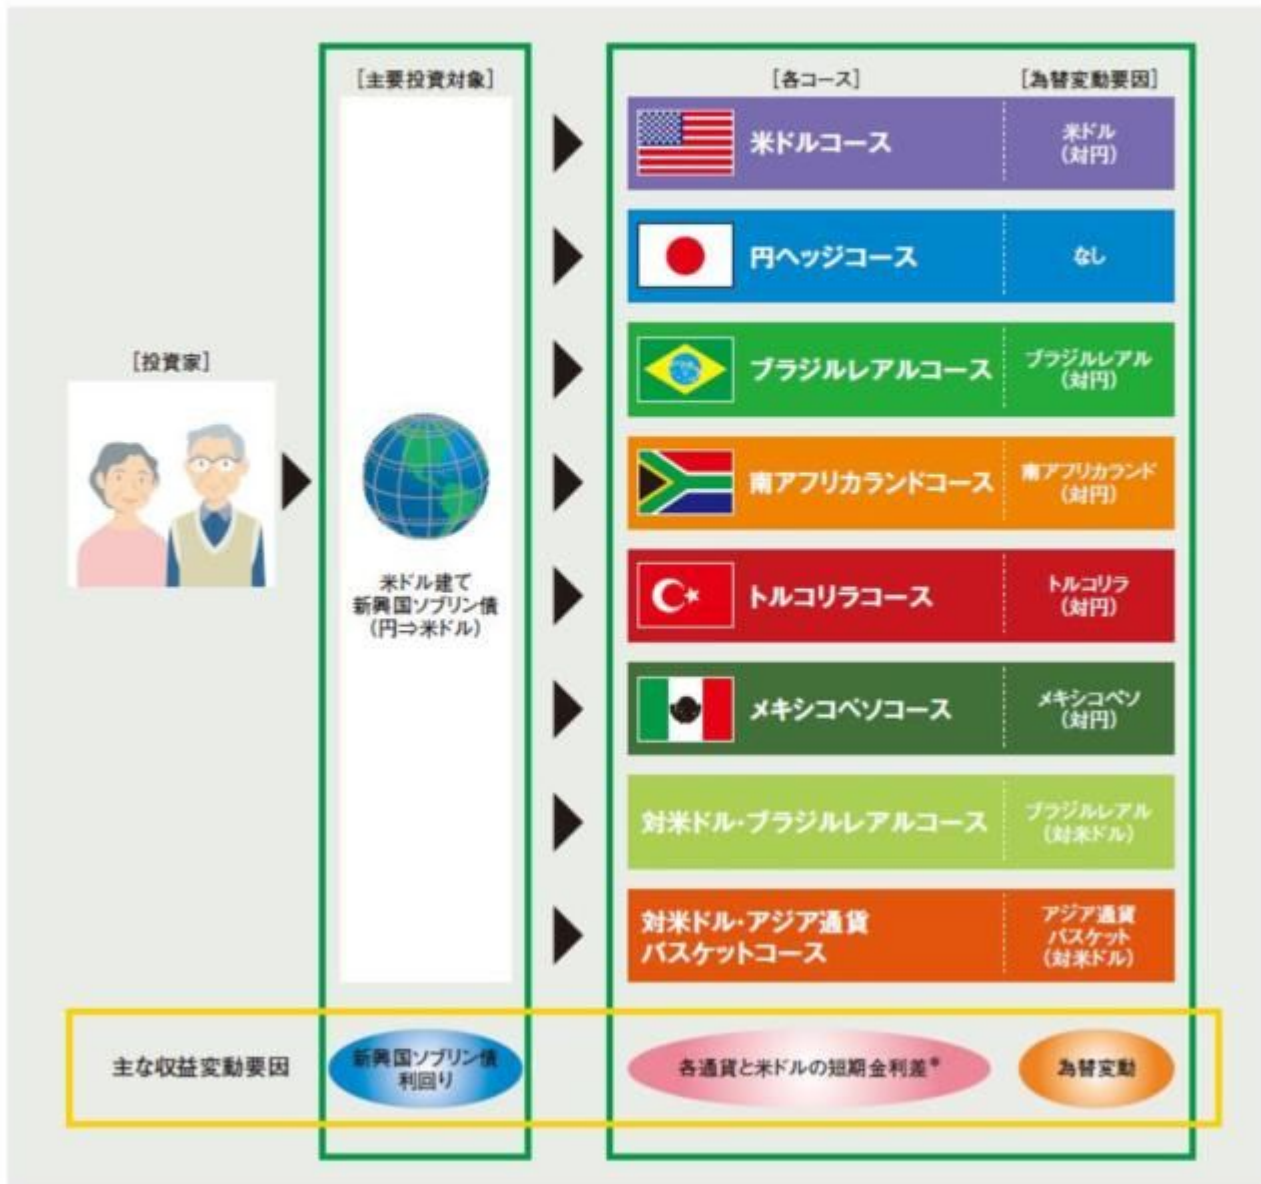 [主要投資対象]
[各コース]
[為替変動要因]
米ドルコース
米ドル
(対円)
円ヘッジコース
なし
ブラジルレアルコース
ブラジルレアル
(対円)
[投資家]
南アフリカランドコース
南アフリカランド
(対円)
米ドル建て
新興国ソブリン債
(円⇒米ドル)
トルコリラコース
トルコリラ
(対円)
メキシコペソコース
メキシコペソ
(対円)
対米ドル・ブラジルレアルコース
ブラジルレアル
(対米ドル)
対米ドル・アジア通貨
バスケットコース
アジア通貨
バスケット
(対米ドル)
主な収益変動要因
新興国ソブリン債
利回り
各通貨と米ドルの短期金利差*
為替変動